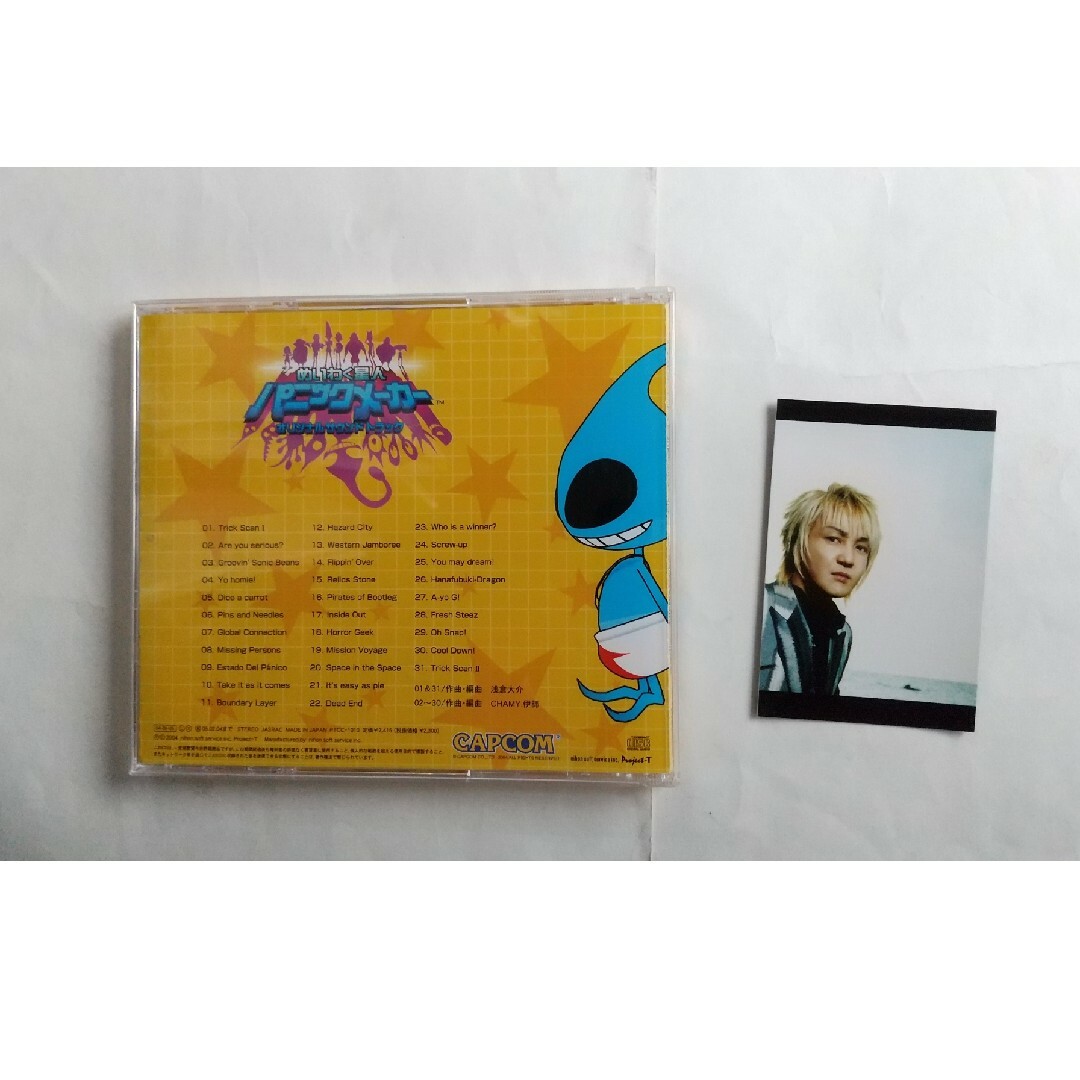 めいわく星人
パニックメーカー™
オリジナルサウンドトラック
01. Trick Scan I
02. Are you serious?
03. Groovin' Sonic Beans
04. Yo homie!
05. Dice a carrot
06. Pins and Needles
07. Global Connection
08. Missing Persons
09. Estado Del Pánico
10. Take it as it comes
11. Boundary Layer
12. Hazard City
13. Western Jamboree
14. Flippin' Over
15. Relics Stone
16. Pirates of Bootleg
17. Inside Out
18. Horror Geek
19. Mission Voyage
20. Space in the Space
21. It's easy as pie
22. Dead End
23. Who is a winner?
24. Screw-up
25. You may dream!
26. Hanafubuki-Dragon
27. A-yo G!
28. Fresh Steez
29. Oh Snap!
30. Cool Down!
31. Trick Scan II
01&31/作曲・編曲 浅倉大介
02〜30/作曲・編曲 CHAMY.伊師
STEREO JASRAC MADE IN JAPAN
CAPCOM
Project-T